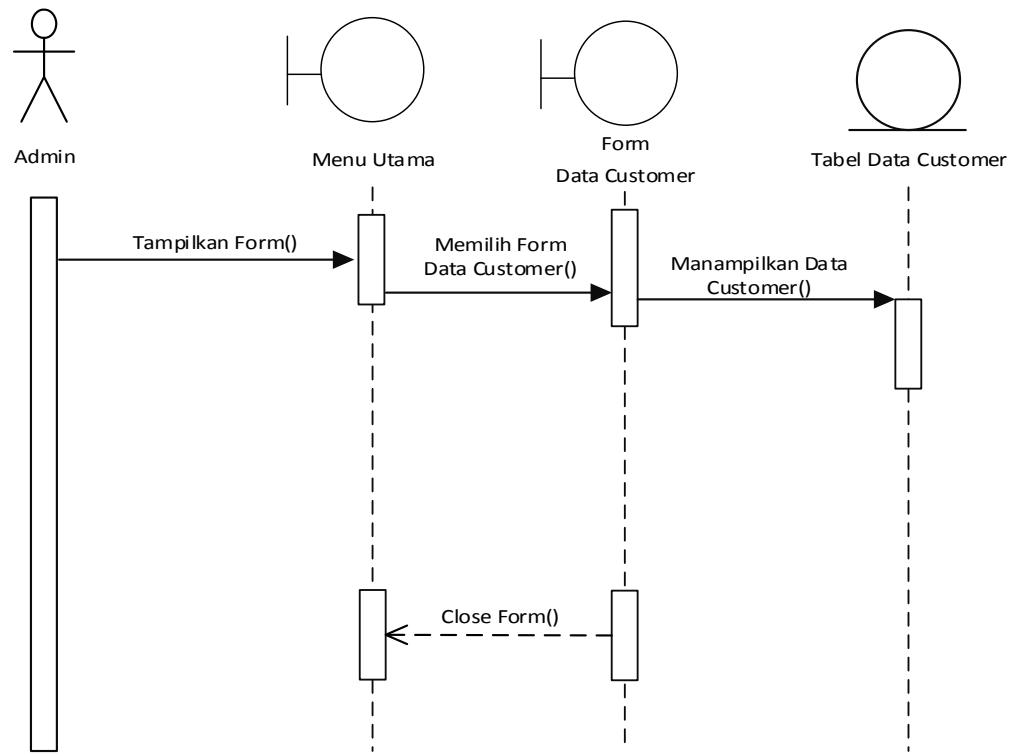 Admin
Menu Utama
Form
Data Customer
Tabel Data Customer
Tampilkan Form()
Memilih Form
Data Customer()
Manampilkan Data
Customer()
Close Form()